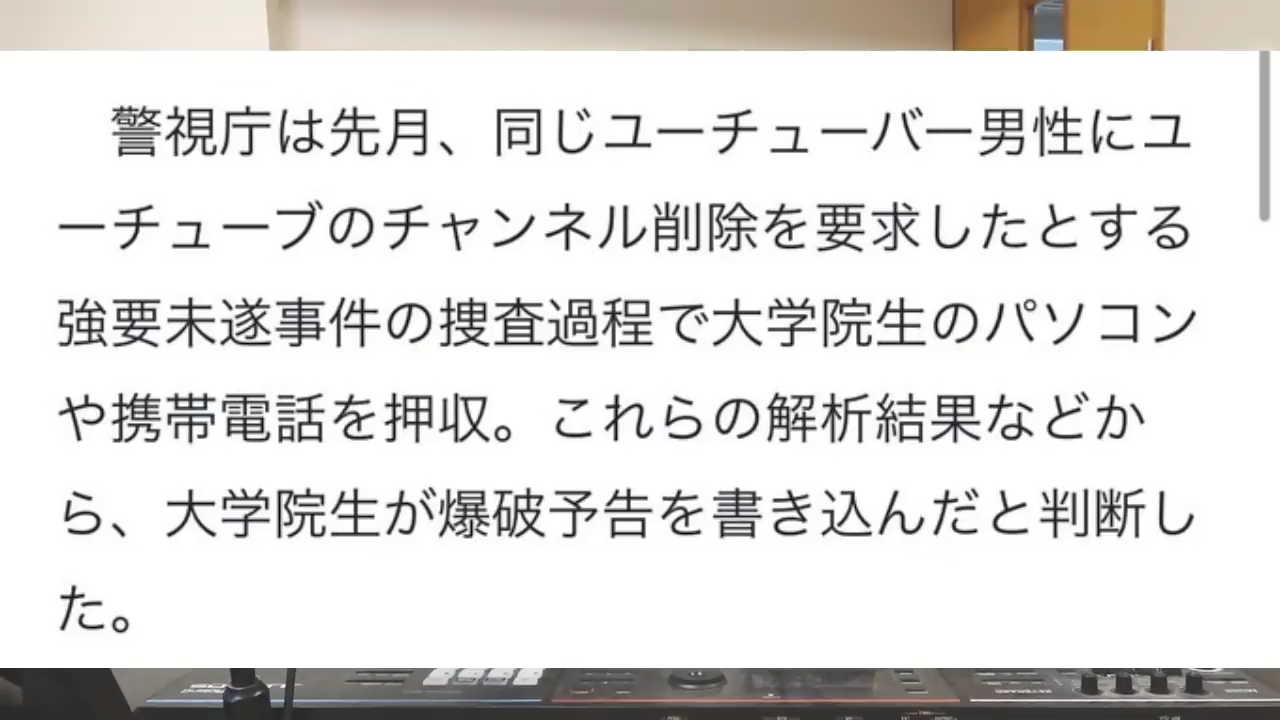 警視庁は先月、同じユーチューバー男性にユ
ーチューブのチャンネル削除を要求したとする
強要未遂事件の捜査過程で大学院生のパソコン
や携帯電話を押収。これらの解析結果などか
ら、大学院生が爆破予告を書き込んだと判断し
た。
Roland
KEYBOARD